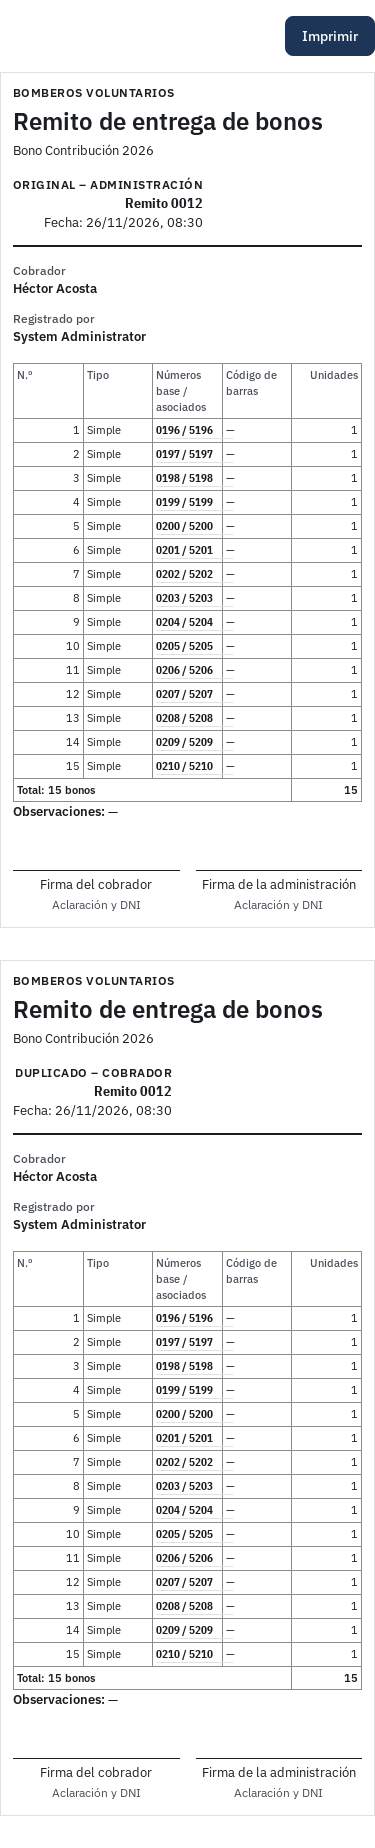 Imprimir
BOMBEROS VOLUNTARIOS
Remito de entrega de bonos
Bono Contribución 2026
ORIGINAL – ADMINISTRACIÓN
Remito 0012
Fecha: 26/11/2026, 08:30
Cobrador
Héctor Acosta
Registrado por
System Administrator
N.º Tipo Números base / asociados Código de barras Unidades
1 Simple 0196 / 5196 — 1
2 Simple 0197 / 5197 — 1
3 Simple 0198 / 5198 — 1
4 Simple 0199 / 5199 — 1
5 Simple 0200 / 5200 — 1
6 Simple 0201 / 5201 — 1
7 Simple 0202 / 5202 — 1
8 Simple 0203 / 5203 — 1
9 Simple 0204 / 5204 — 1
10 Simple 0205 / 5205 — 1
11 Simple 0206 / 5206 — 1
12 Simple 0207 / 5207 — 1
13 Simple 0208 / 5208 — 1
14 Simple 0209 / 5209 — 1
15 Simple 0210 / 5210 — 1
Total: 15 bonos 15
Observaciones: —
Firma del cobrador Firma de la administración
Aclaración y DNI Aclaración y DNI
BOMBEROS VOLUNTARIOS
Remito de entrega de bonos
Bono Contribución 2026
DUPLICADO – COBRADOR
Remito 0012
Fecha: 26/11/2026, 08:30
Cobrador
Héctor Acosta
Registrado por
System Administrator
N.º Tipo Números base / asociados Código de barras Unidades
1 Simple 0196 / 5196 — 1
2 Simple 0197 / 5197 — 1
3 Simple 0198 / 5198 — 1
4 Simple 0199 / 5199 — 1
5 Simple 0200 / 5200 — 1
6 Simple 0201 / 5201 — 1
7 Simple 0202 / 5202 — 1
8 Simple 0203 / 5203 — 1
9 Simple 0204 / 5204 — 1
10 Simple 0205 / 5205 — 1
11 Simple 0206 / 5206 — 1
12 Simple 0207 / 5207 — 1
13 Simple 0208 / 5208 — 1
14 Simple 0209 / 5209 — 1
15 Simple 0210 / 5210 — 1
Total: 15 bonos 15
Observaciones: —
Firma del cobrador Firma de la administración
Aclaración y DNI Aclaración y DNI